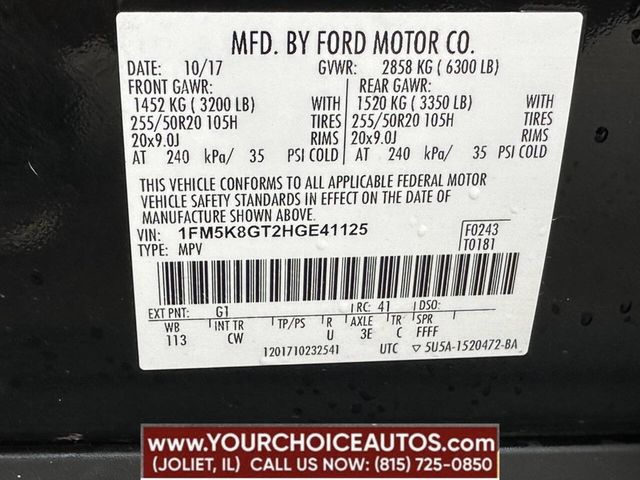 MFD. BY FORD MOTOR CO.
DATE: 10/17 GVWR: 2858 KG ( 6300 LB)
FRONT GAWR: REAR GAWR:
1452 KG ( 3200 LB) WITH 1520 KG ( 3350 LB) WITH
255/50R20 105H TIRES 255/50R20 105H TIRES
20x9.0J RIMS 20x9.0J RIMS
AT 240 kPa/ 35 PSI COLD AT 240 kPa/ 35 PSI COLD
THIS VEHICLE CONFORMS TO ALL APPLICABLE FEDERAL MOTOR
VEHICLE SAFETY STANDARDS IN EFFECT ON THE DATE OF
MANUFACTURE SHOWN ABOVE.
VIN: 1FM5K8GT2HGE41125 F0243
TYPE: MPV T0181
EXT PNT: G1 RC: 41 DSO:
WB INT TR TP/PS R AXLE TR SPR
113 CW U 3E C FFFF
1201710232541 UTC ▽ 5U5A-1520472-BA
WWW.YOURCHOICEAUTOS.COM
(JOLIET, IL) CALL US NOW: (815) 725-0850